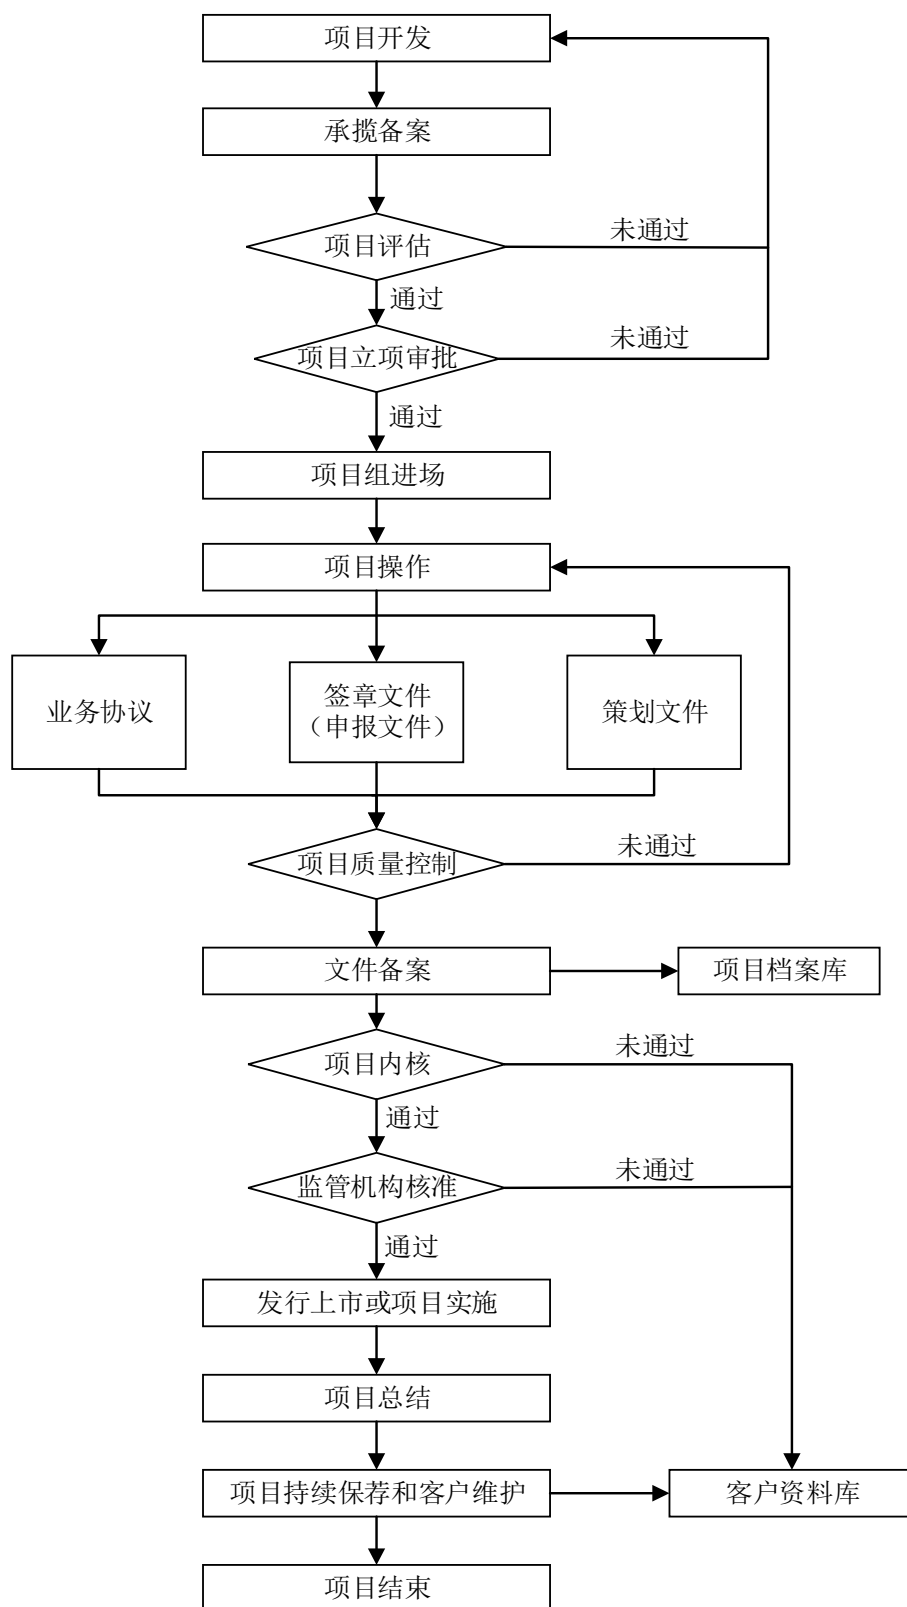 项目开发
承揽备案
项目评估
未通过
通过
项目立项审批
未通过
通过
项目组进场
项目操作
业务协议
签章文件
（申报文件）
策划文件
项目质量控制
未通过
文件备案
项目档案库
项目内核
未通过
通过
监管机构核准
未通过
通过
发行上市或项目实施
项目总结
项目持续保荐和客户维护
客户资料库
项目结束